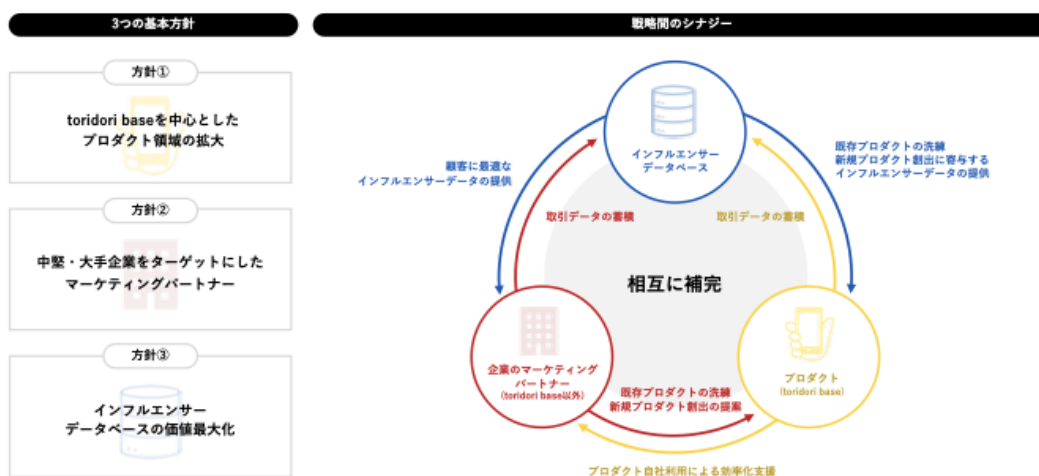 3つの基本方針
方針①
toridori baseを中心とした
プロダクト領域の拡大
方針②
中堅・大手企業をターゲットにした
マーケティングパートナー
方針③
インフルエンサー
データベースの価値最大化
戦略間のシナジー
インフルエンサー
データベース
顧客に最適な
インフルエンサーデータの提供
既存プロダクトの洗練
新規プロダクト創出に寄与する
インフルエンサーデータの提供
取引データの蓄積
取引データの蓄積
相互に補完
企業のマーケティング
パートナー
(toridori base以外)
プロダクト
(toridori base)
既存プロダクトの洗練
新規プロダクト創出の提案
プロダクト自社利用による効率化支援